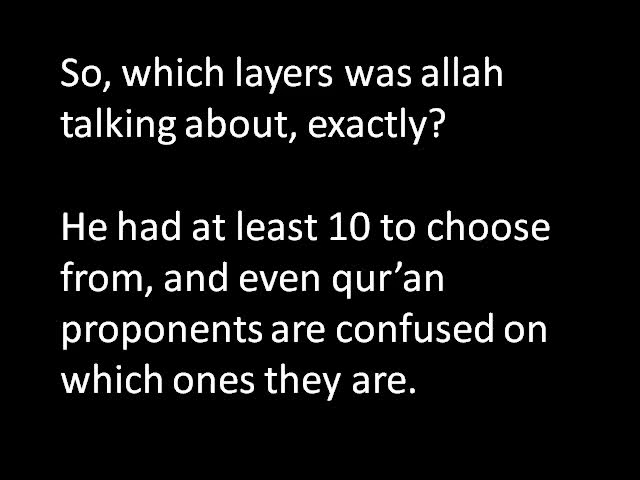 So, which layers was allah
talking about, exactly?
He had at least 10 to choose
from, and even qur’an
proponents are confused on
which ones they are.